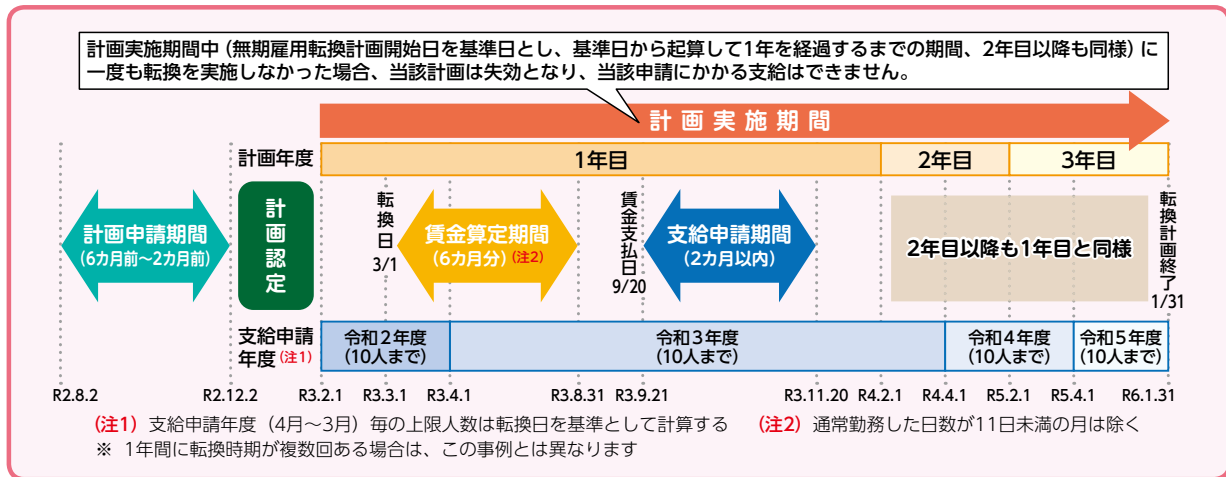 計画実施期間中（無期雇用転換計画開始日を基準日とし、基準日から起算して1年を経過するまでの期間、2年目以降も同様）に
一度も転換を実施しなかった場合、当該計画は失効となり、当該申請にかかる支給はできません。
計画実施期間
計画年度
1年目
2年目
3年目
計画申請期間
（6カ月前～2カ月前）
計画認定
転換日
3/1
賃金算定期間
（6カ月分）（注2）
賃金支払日
9/20
支給申請期間
（2カ月以内）
2年目以降も1年目と同様
転換計画終了
1/31
支給申請
年度（注1）
令和2年度
（10人まで）
令和3年度
（10人まで）
令和4年度
（10人まで）
令和5年度
（10人まで）
R2.8.2
R2.12.2
R3.2.1
R3.3.1
R3.4.1
R3.8.31
R3.9.21
R3.11.20
R4.2.1
R4.4.1
R5.2.1
R5.4.1
R6.1.31
（注1）支給申請年度（4月～3月）毎の上限人数は転換日を基準として計算する　（注2）通常勤務した日数が11日未満の月は除く
※ 1年間に転換時期が複数回ある場合は、この事例とは異なります